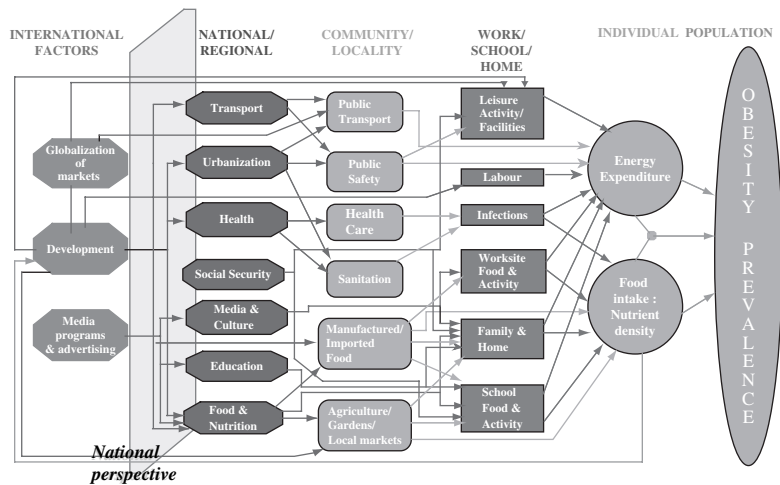 INTERNATIONAL
FACTORS
NATIONAL/
REGIONAL
COMMUNITY/
LOCALITY
WORK/
SCHOOL/
HOME
INDIVIDUAL POPULATION
Globalization
of
markets
Development
Media
programs
& advertising
Transport
Urbanization
Health
Social Security
Media &
Culture
Education
Food &
Nutrition
National
perspective
Public
Transport
Public
Safety
Health
Care
Sanitation
Manufactured/
Imported
Food
Agriculture/
Gardens/
Local markets
Leisure
Activity/
Facilities
Labour
Infections
Worksite
Food &
Activity
Family &
Home
School
Food &
Activity
Energy
Expenditure
Food
intake :
Nutrient
density
OBESITY PREVALENCE